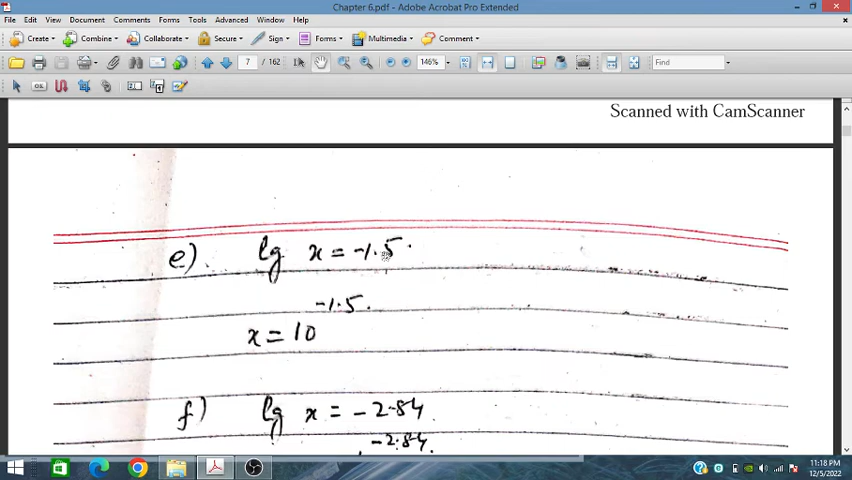 Chapter 6.pdf - Adobe Acrobat Pro Extended
File Edit View Document Comments Forms Tools Advanced Window Help
Create Combine Collaborate Secure Sign Forms Multimedia Comment
7 / 162 146% Find
Scanned with CamScanner
e). lg x = -1.5.
x = 10^-1.5.
f) lg x = -2.84.
-2.84.
11:18 PM
12/5/2022